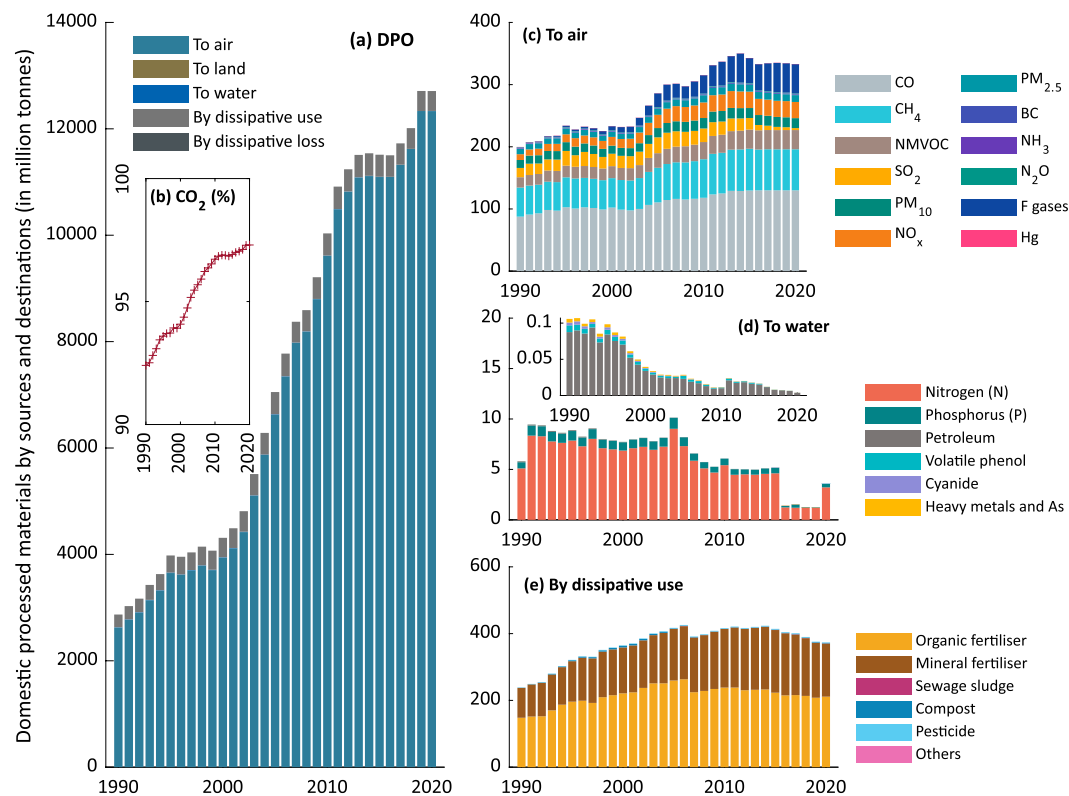 Domestic processed materials by sources and destinations (in million tonnes)
14000
12000
10000
8000
6000
4000
2000
0
1990
2000
2010
2020
(a) DPO
To air
To land
To water
By dissipative use
By dissipative loss
(b) CO2 (%)
100
95
90
1990
2000
2010
2020
(c) To air
400
300
200
100
0
1990
2000
2010
2020
CO
CH4
NMVOC
SO2
PM10
NOx
PM2.5
BC
NH3
N2O
F gases
Hg
(d) To water
20
15
10
5
0
1990
2000
2010
2020
0.1
0.05
0
1990
2000
2010
2020
Nitrogen (N)
Phosphorus (P)
Petroleum
Volatile phenol
Cyanide
Heavy metals and As
(e) By dissipative use
600
400
200
0
1990
2000
2010
2020
Organic fertiliser
Mineral fertiliser
Sewage sludge
Compost
Pesticide
Others